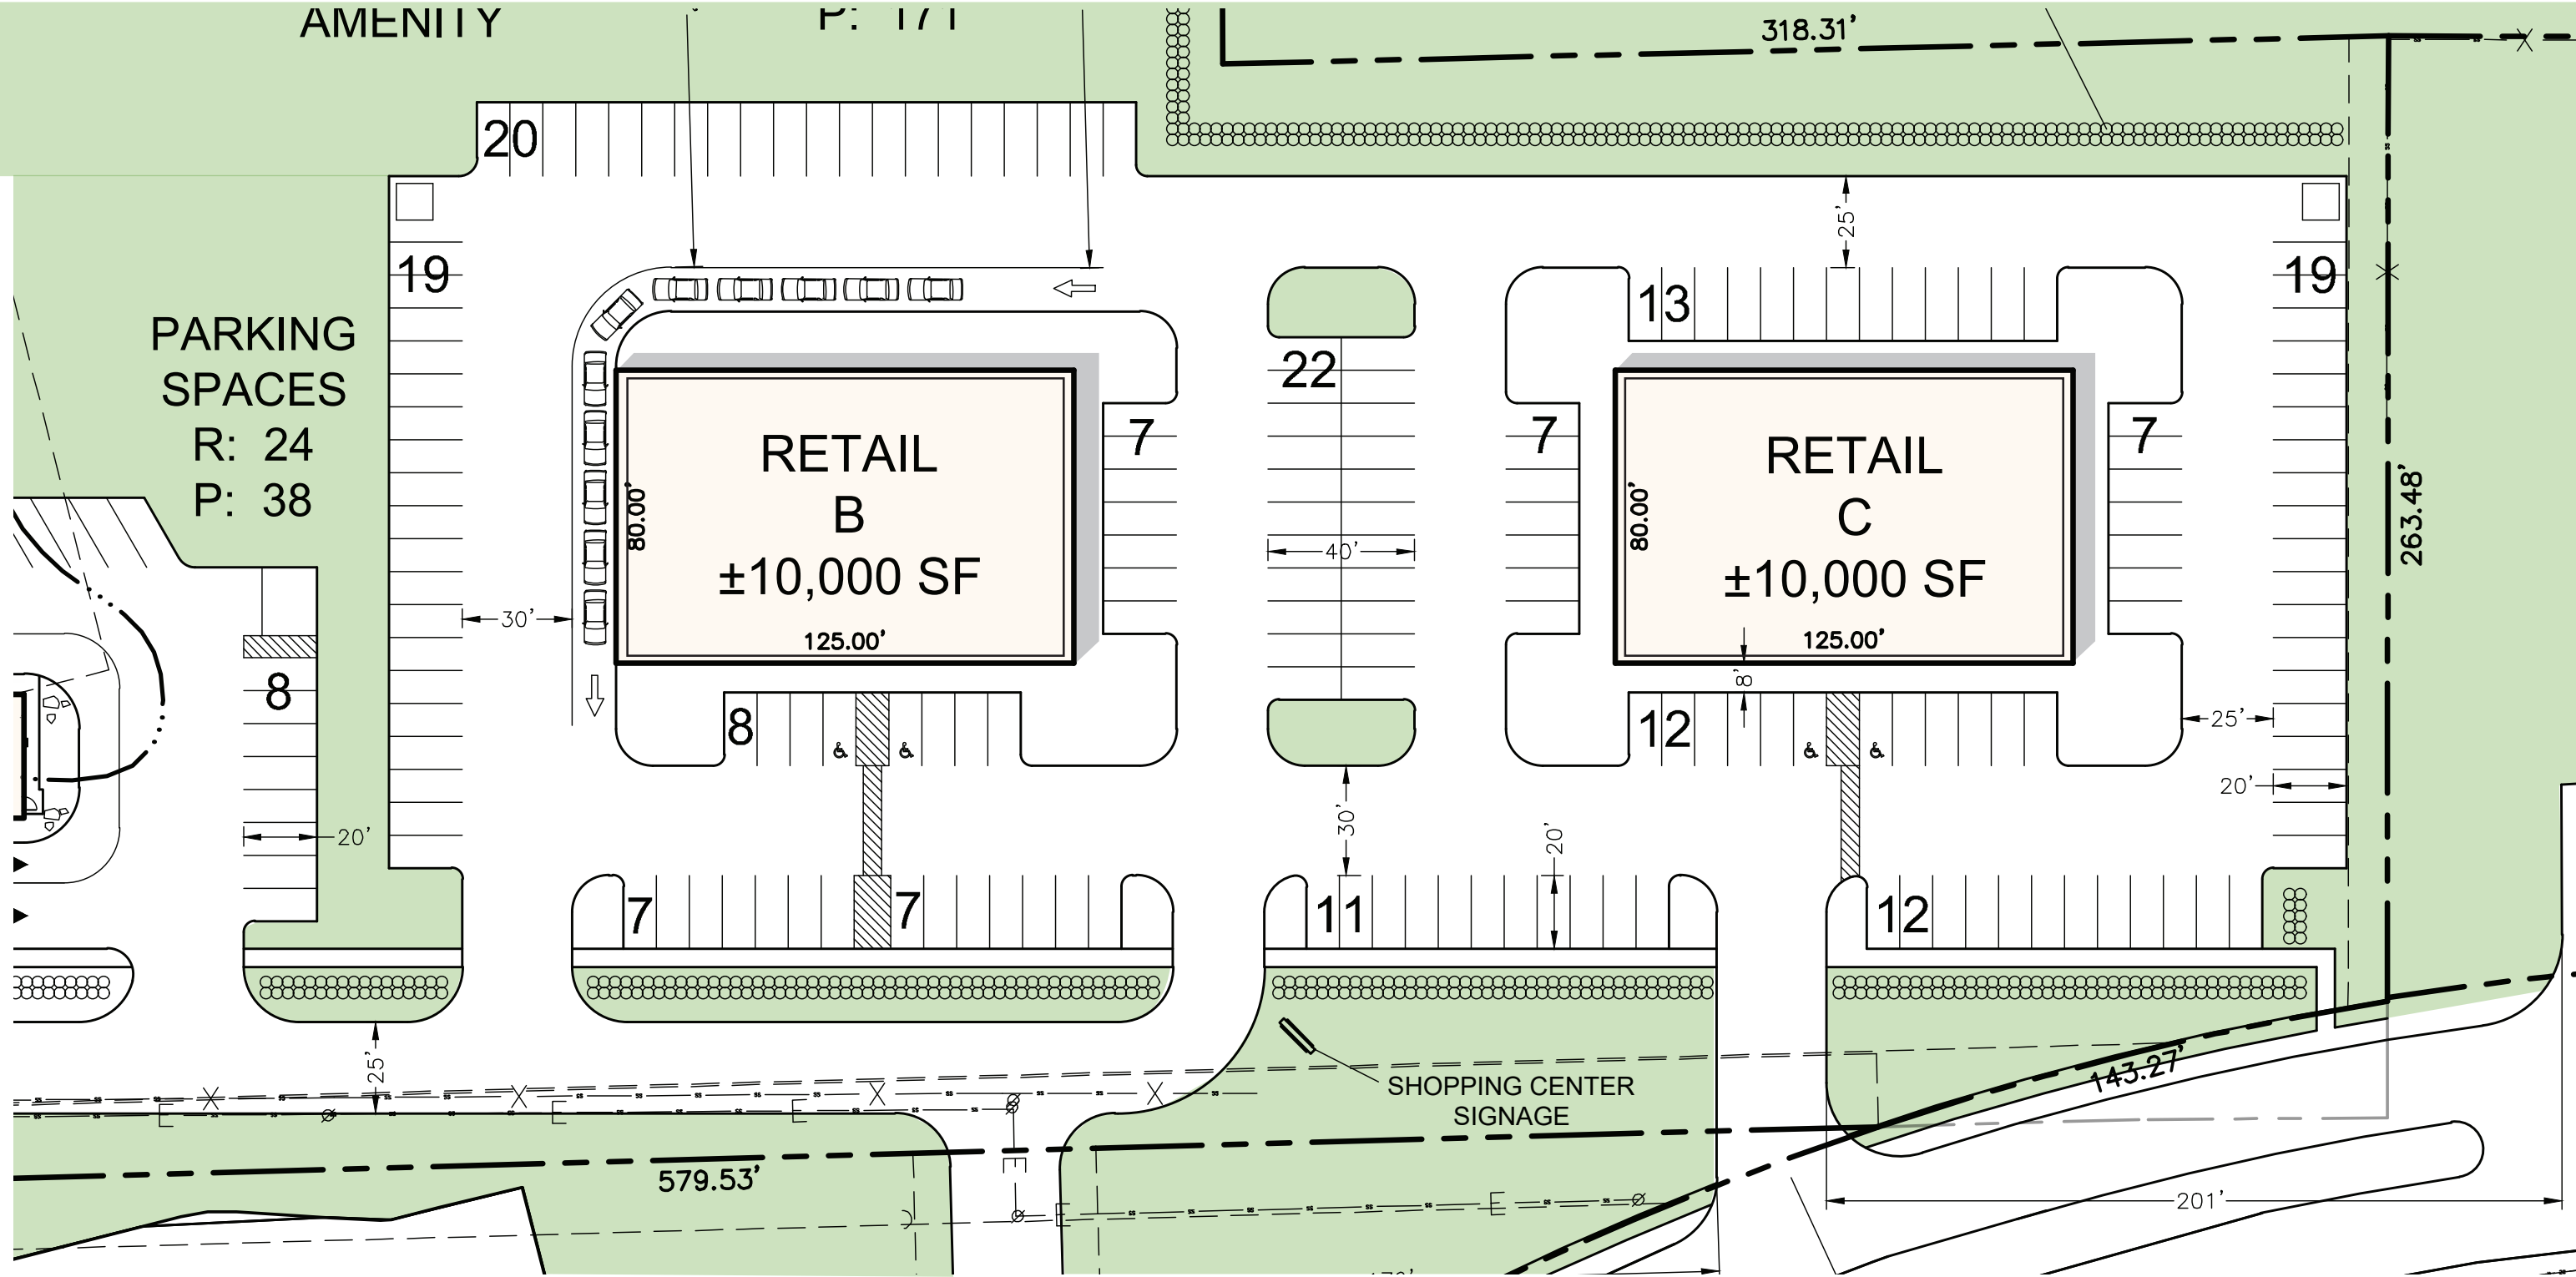 AMENITY
P: 171
318.31'
20
19
25'
13
19
22
PARKING
SPACES
R: 24
P: 38
7
7
7
RETAIL
B
±10,000 SF
80.00'
125.00'
RETAIL
C
±10,000 SF
80.00'
125.00'
263.48'
40'
30'
8'
8
8
12
25'
20'
20'
30'
20'
7
7
11
12
25'
SHOPPING CENTER
SIGNAGE
143.27'
579.53'
201'
E
E
E
E
E
E